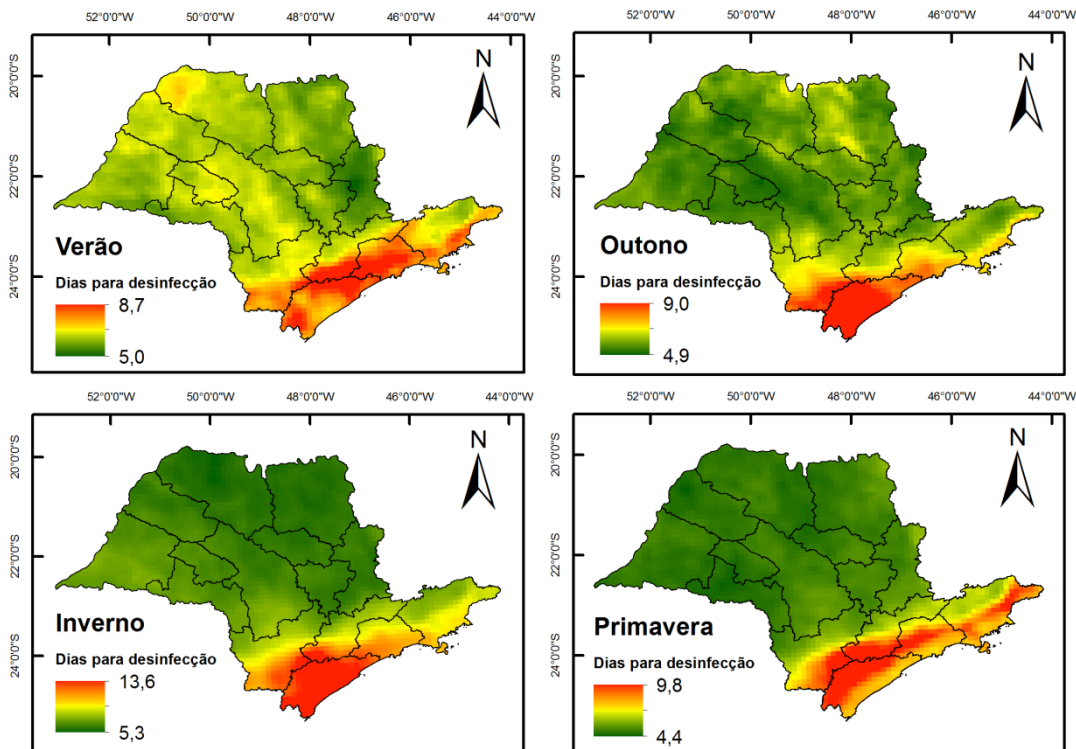 52°0'0"W 50°0'0"W 48°0'0"W 46°0'0"W 44°0'0"W
20°0'0"S
22°0'0"S
24°0'0"S
N
Verão
Dias para desinfecção
8,7
5,0
52°0'0"W 50°0'0"W 48°0'0"W 46°0'0"W 44°0'0"W
20°0'0"S
22°0'0"S
24°0'0"S
N
Outono
Dias para desinfecção
9,0
4,9
52°0'0"W 50°0'0"W 48°0'0"W 46°0'0"W 44°0'0"W
20°0'0"S
22°0'0"S
24°0'0"S
N
Inverno
Dias para desinfecção
13,6
5,3
52°0'0"W 50°0'0"W 48°0'0"W 46°0'0"W 44°0'0"W
20°0'0"S
22°0'0"S
24°0'0"S
N
Primavera
Dias para desinfecção
9,8
4,4